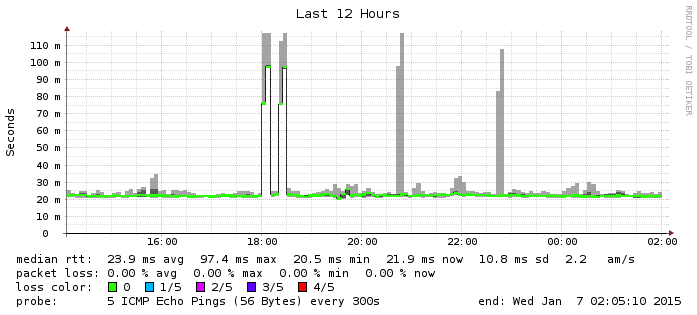 Last 12 Hours
RRDTOOL / TOBI OETIKER
Seconds
110 m
100 m
90 m
80 m
70 m
60 m
50 m
40 m
30 m
20 m
10 m
0
16:00 18:00 20:00 22:00 00:00 02:00
median rtt: 23.9 ms avg 97.4 ms max 20.5 ms min 21.9 ms now 10.8 ms sd 2.2 am/s
packet loss: 0.00 % avg 0.00 % max 0.00 % min 0.00 % now
loss color: 0 1/5 2/5 3/5 4/5
probe: 5 ICMP Echo Pings (56 Bytes) every 300s end: Wed Jan 7 02:05:10 2015